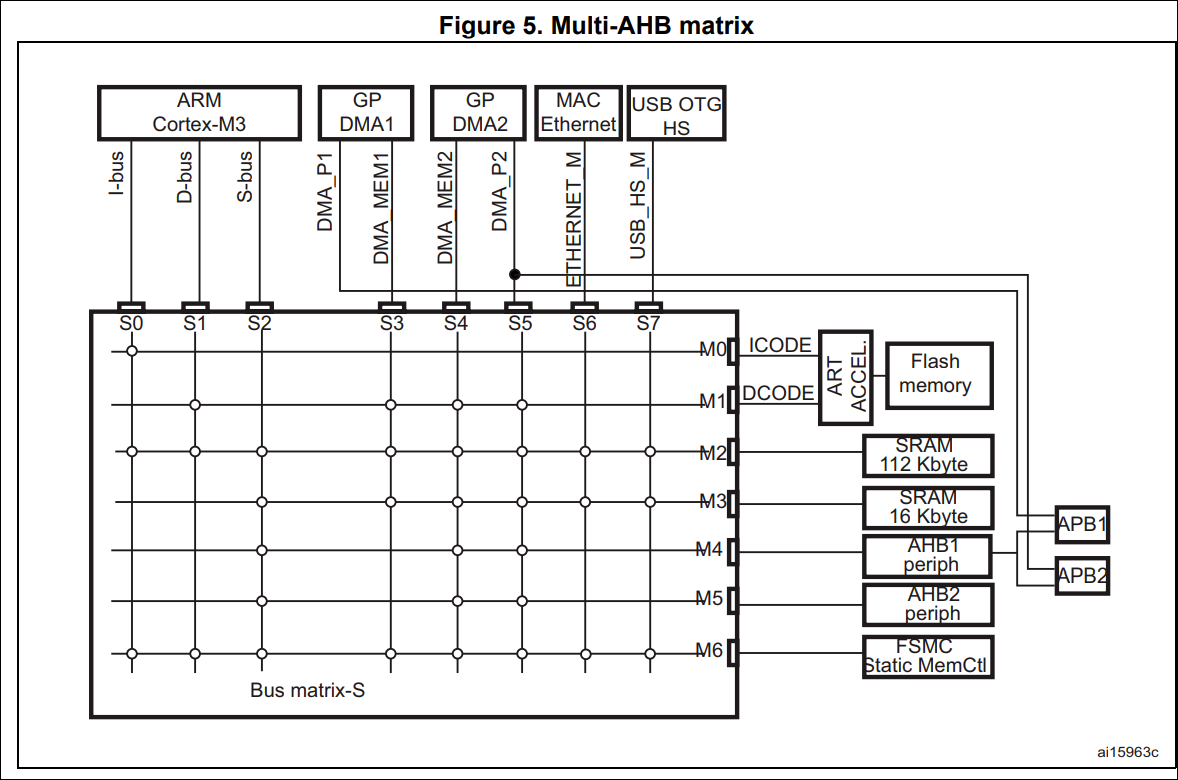 Figure 5. Multi-AHB matrix
ARM
Cortex-M3
GP
DMA1
GP
DMA2
MAC
Ethernet
USB OTG
HS
I-bus
D-bus
S-bus
DMA_P1
DMA_MEM1
DMA_MEM2
DMA_P2
ETHERNET_M
USB_HS_M
S0
S1
S2
S3
S4
S5
S6
S7
M0
ICODE
ART
ACCEL.
Flash
memory
M1
DCODE
M2
SRAM
112 Kbyte
M3
SRAM
16 Kbyte
M4
AHB1
periph
APB1
M5
AHB2
periph
APB2
M6
FSMC
Static MemCtl
Bus matrix-S
ai15963c